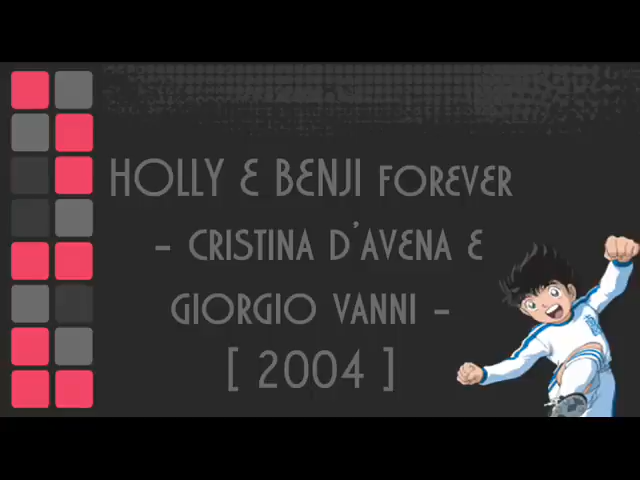 HOLLY E BENJI FOREVER
- CRISTINA D'AVENA E
GIORGIO VANNI -
[ 2004 ]